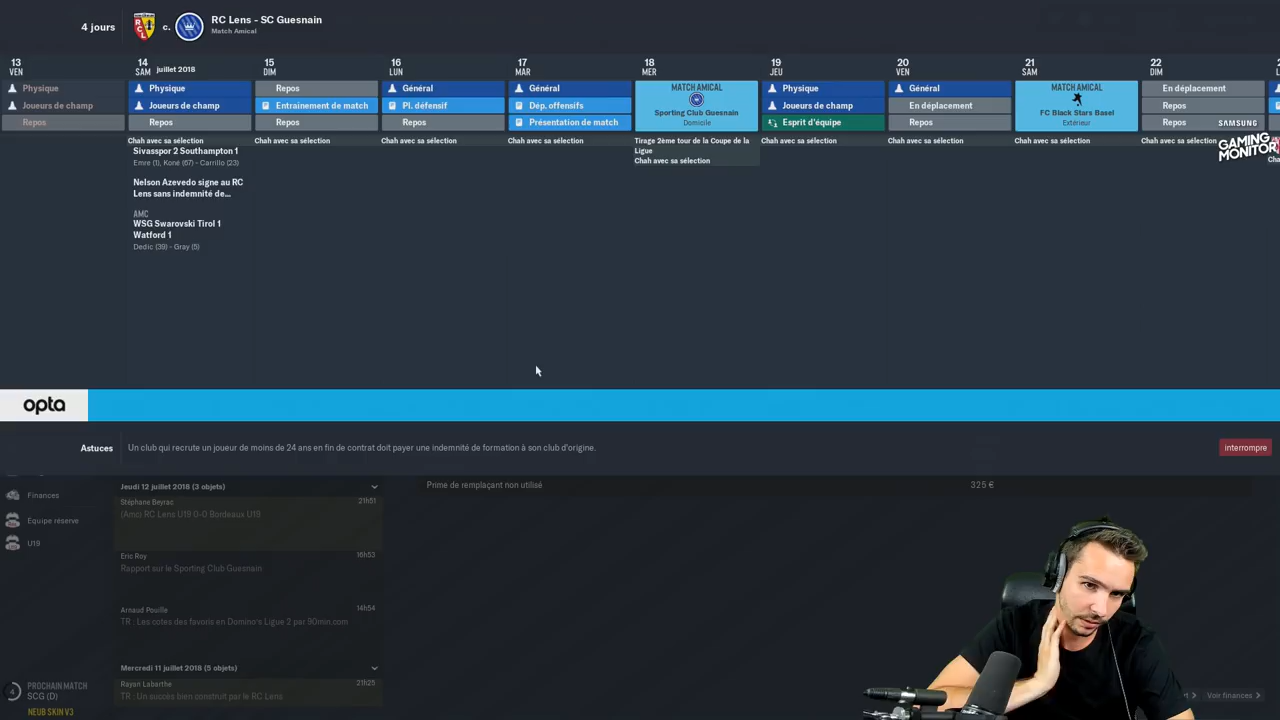 4 jours
c.
RC Lens - SC Guesnain
Match Amical
13
VEN
Physique
Joueurs de champ
Repos
14
SAM juillet 2018
Physique
Joueurs de champ
Repos
Chah avec sa sélection
Sivasspor 2 Southampton 1
Emre (1), Koné (67) - Carrillo (23)
Nelson Azevedo signe au RC
Lens sans indemnité de...
AMC
WSG Swarovski Tirol 1
Watford 1
Dedic (39) - Gray (5)
15
DIM
Repos
Entrainement de match
Repos
Chah avec sa sélection
16
LUN
Général
Pl. défensif
Repos
Chah avec sa sélection
17
MAR
Général
Dép. offensifs
Présentation de match
Chah avec sa sélection
18
MER
MATCH AMICAL
Sporting Club Guesnain
Domicile
Tirage 2ème tour de la Coupe de la
Ligue
Chah avec sa sélection
19
JEU
Physique
Joueurs de champ
Esprit d'équipe
Chah avec sa sélection
20
VEN
Général
En déplacement
Repos
Chah avec sa sélection
21
SAM
MATCH AMICAL
FC Black Stars Basel
Extérieur
Chah avec sa sélection
22
DIM
En déplacement
Repos
Repos
Chah avec sa sélection
SAMSUNG
GAMING
MONITOR
opta
Astuces
Un club qui recrute un joueur de moins de 24 ans en fin de contrat doit payer une indemnité de formation à son club d'origine.
interrompre
Finances
Equipe réserve
U19
Jeudi 12 juillet 2018 (3 objets)
Stéphane Beyrac 21h51
(Amc) RC Lens U19 0-0 Bordeaux U19
Eric Roy 16h53
Rapport sur le Sporting Club Guesnain
Arnaud Pouille 14h54
TR : Les cotes des favoris en Domino's Ligue 2 par 90min.com
Mercredi 11 juillet 2018 (5 objets)
Rayan Labarthe 21h25
TR : Un succès bien construit par le RC Lens
Prime de remplaçant non utilisé 325 €
4
PROCHAIN MATCH
SCG (D)
NEUB SKIN V3
Voir finances